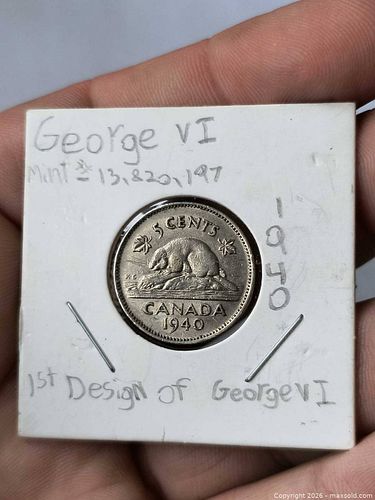 George VI
Mint # - 13,820,197
1
9
4
0
5 CENTS
K.G
CANADA
1940
1st Design of George VI
Copyright 2026 - maxsold.com